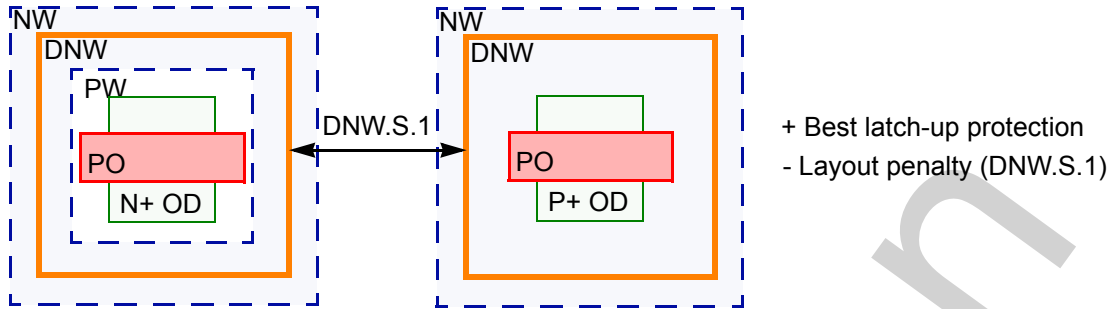 NW
DNW
PW
PO
N+ OD
DNW.S.1
NW
DNW
PO
P+ OD
+ Best latch-up protection
- Layout penalty (DNW.S.1)
n